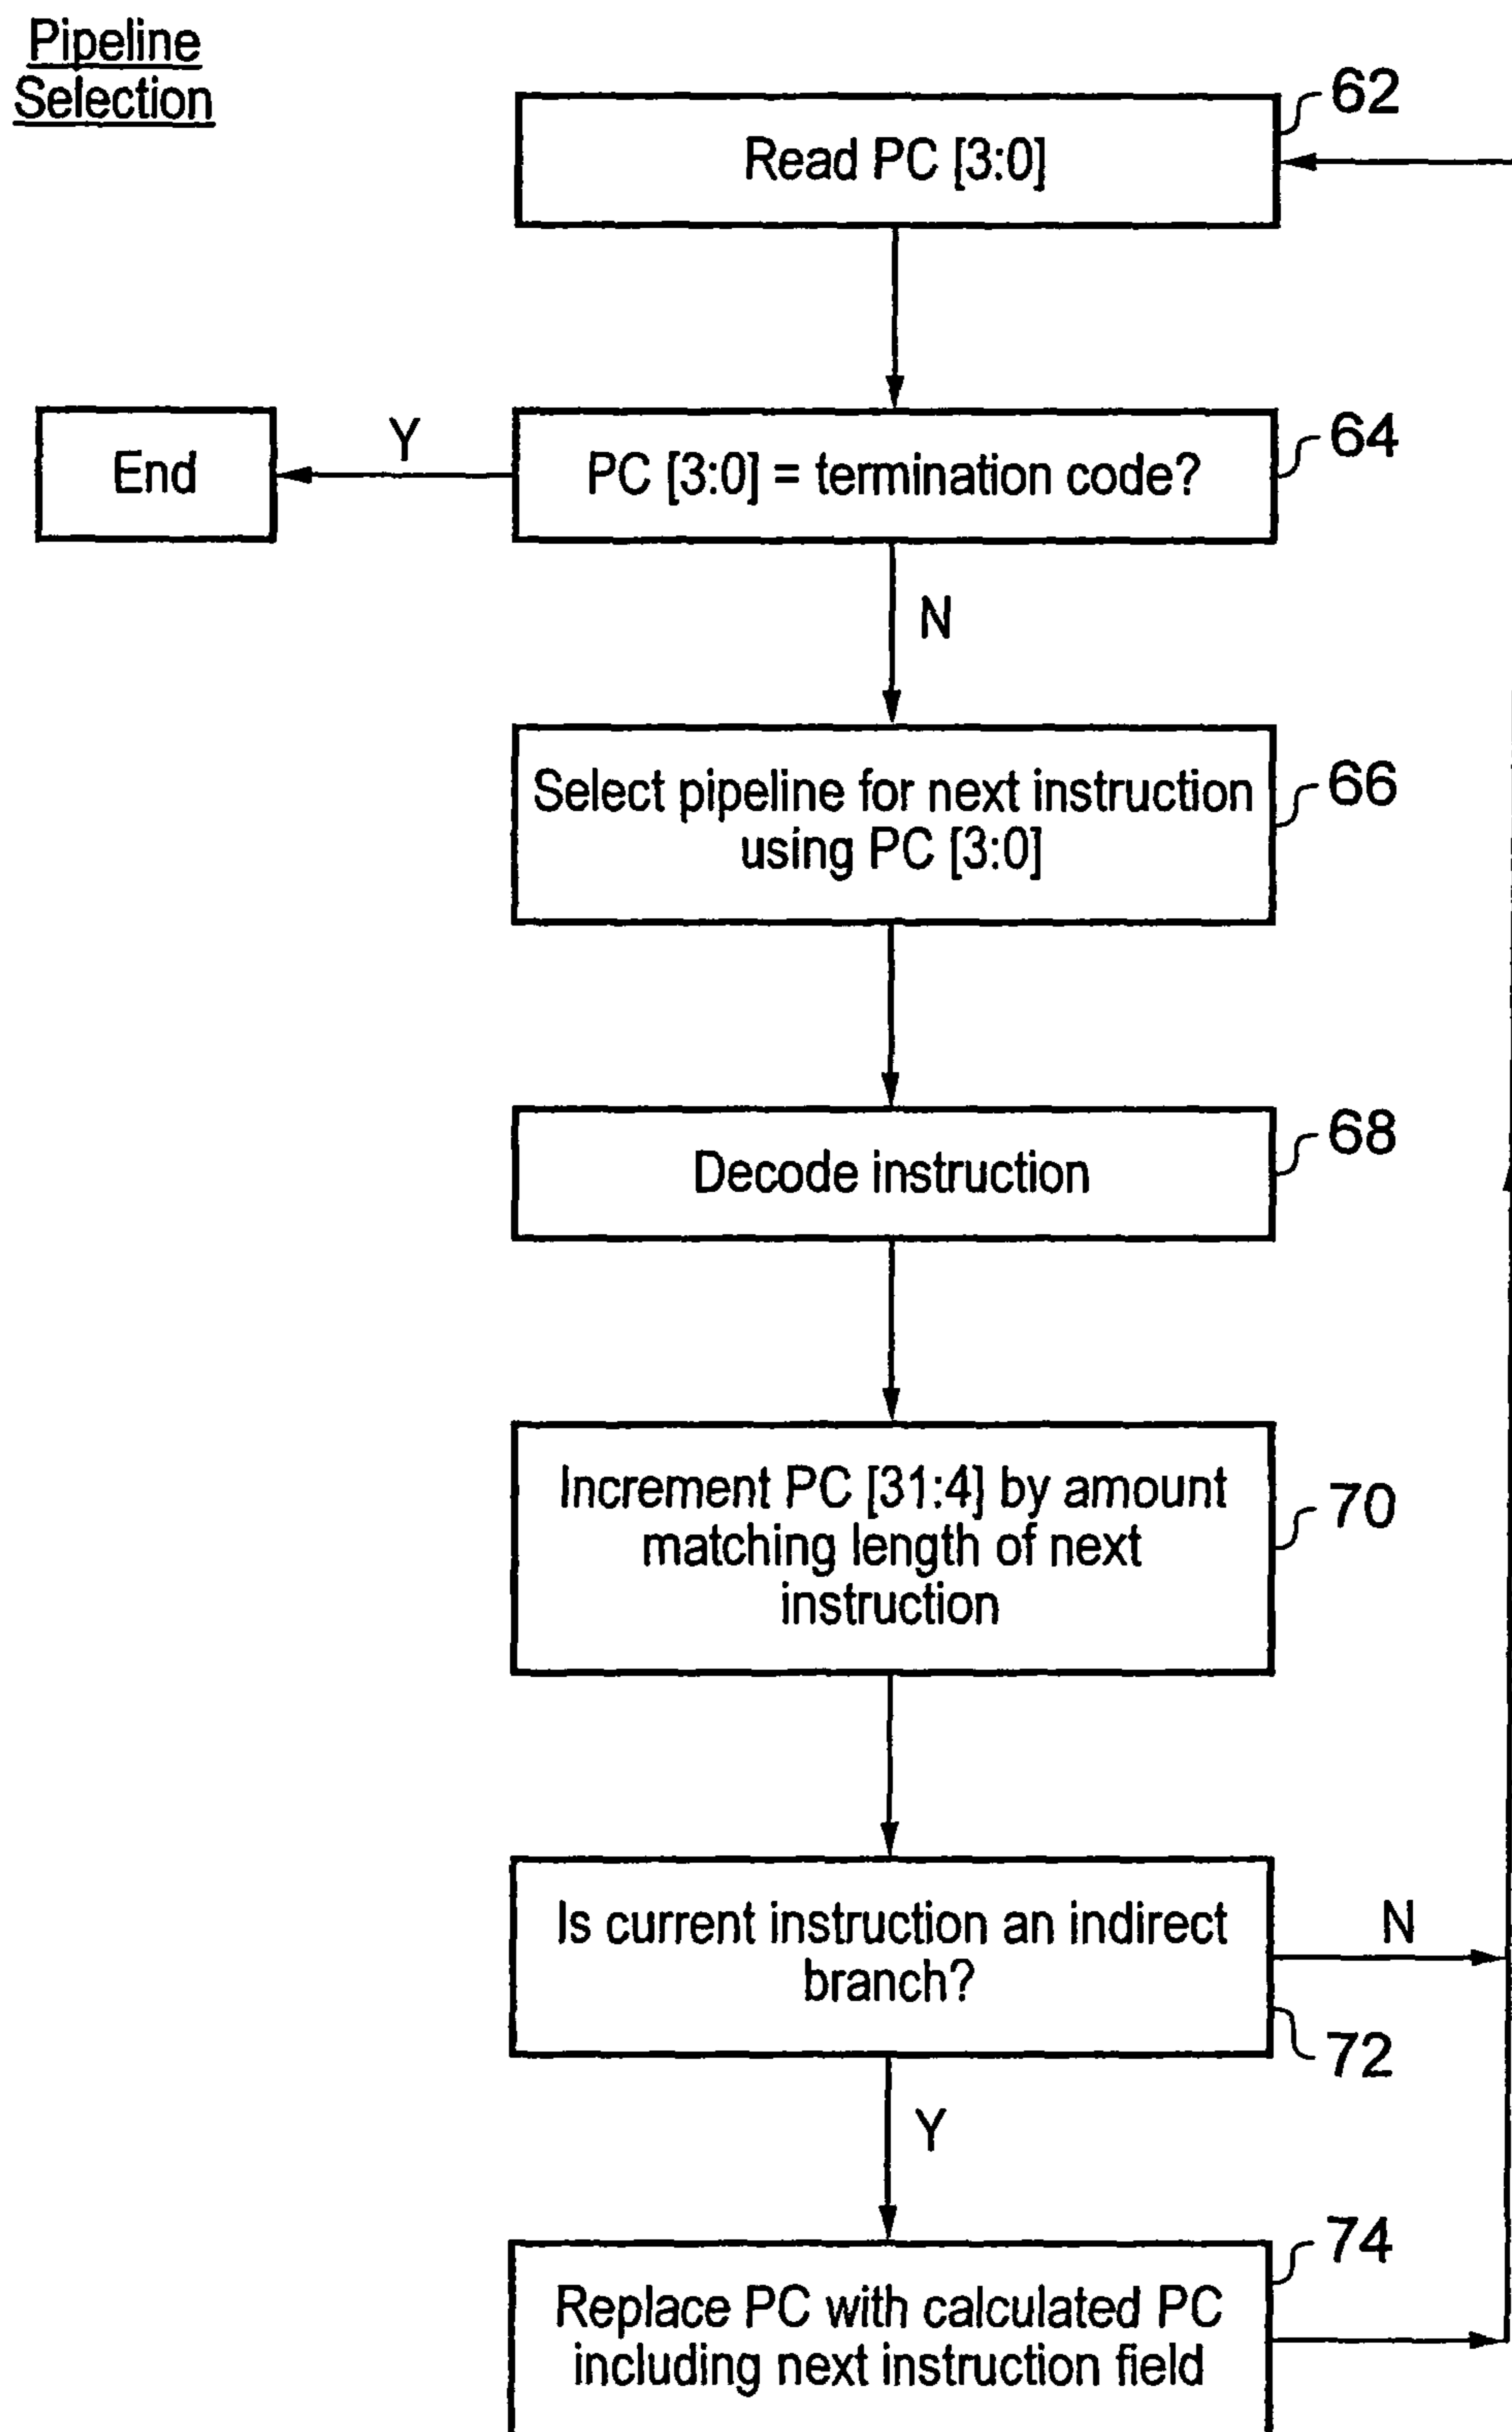 Pipeline
Selection
62
Read PC [3:0]
64
PC [3:0] = termination code?
Y
End
N
66
Select pipeline for next instruction
using PC [3:0]
68
Decode instruction
70
Increment PC [31:4] by amount
matching length of next
instruction
Is current instruction an indirect
branch?
N
72
Y
74
Replace PC with calculated PC
including next instruction field